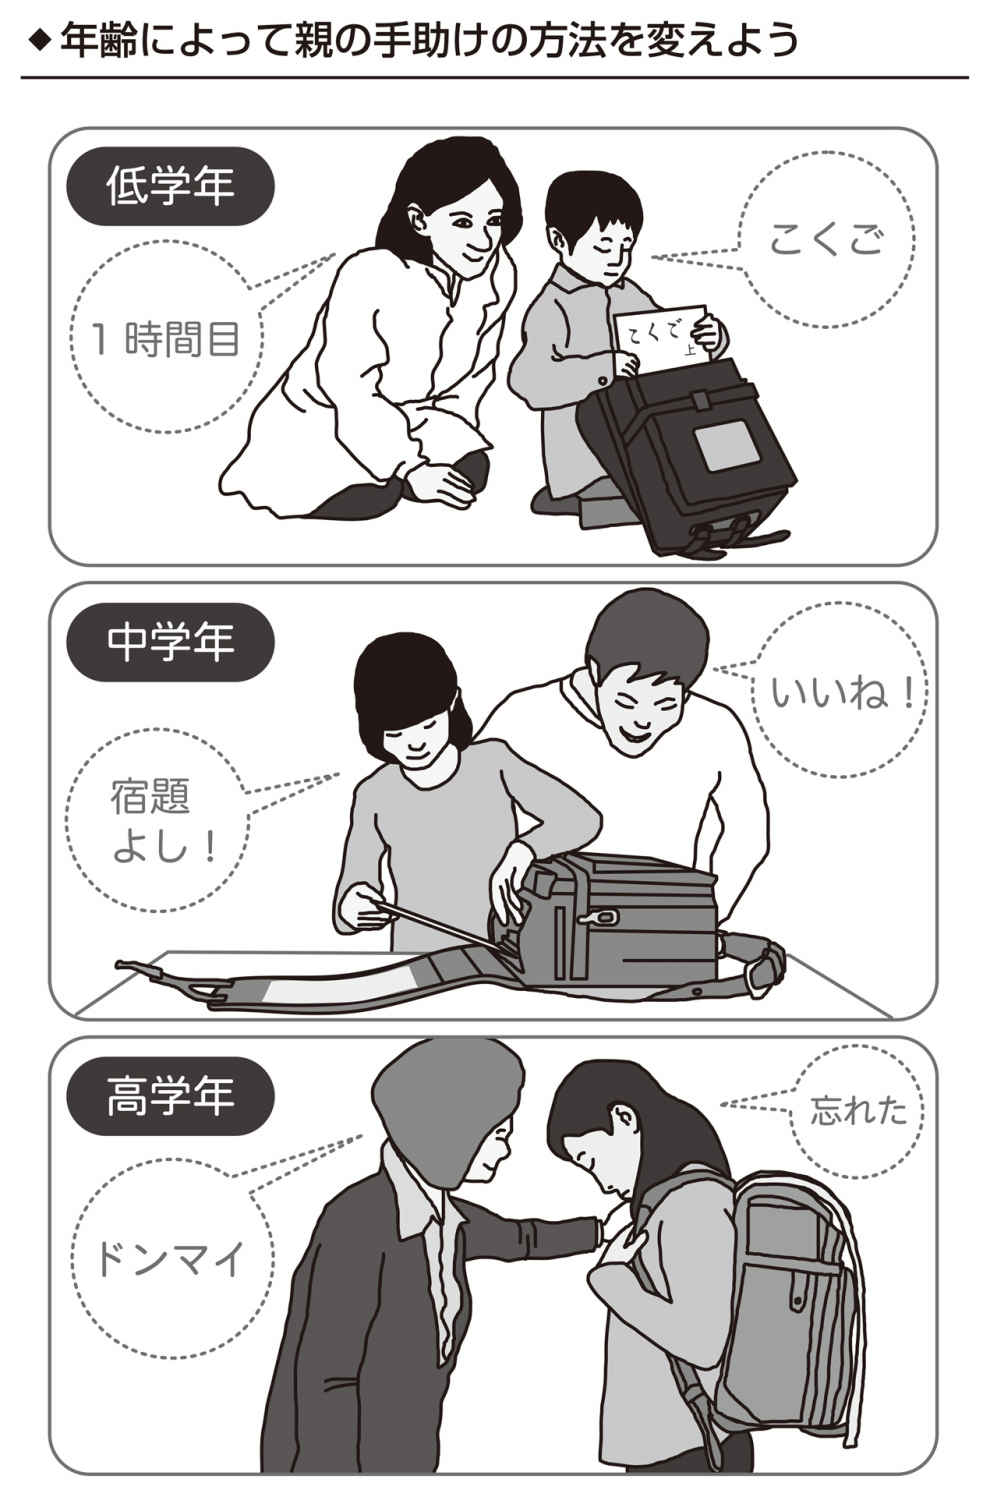 ◆年齢によって親の手助けの方法を変えよう
低学年
1時間目
こくご
こくご
上
中学年
いいね！
宿題
よし！
高学年
忘れた
ドンマイ